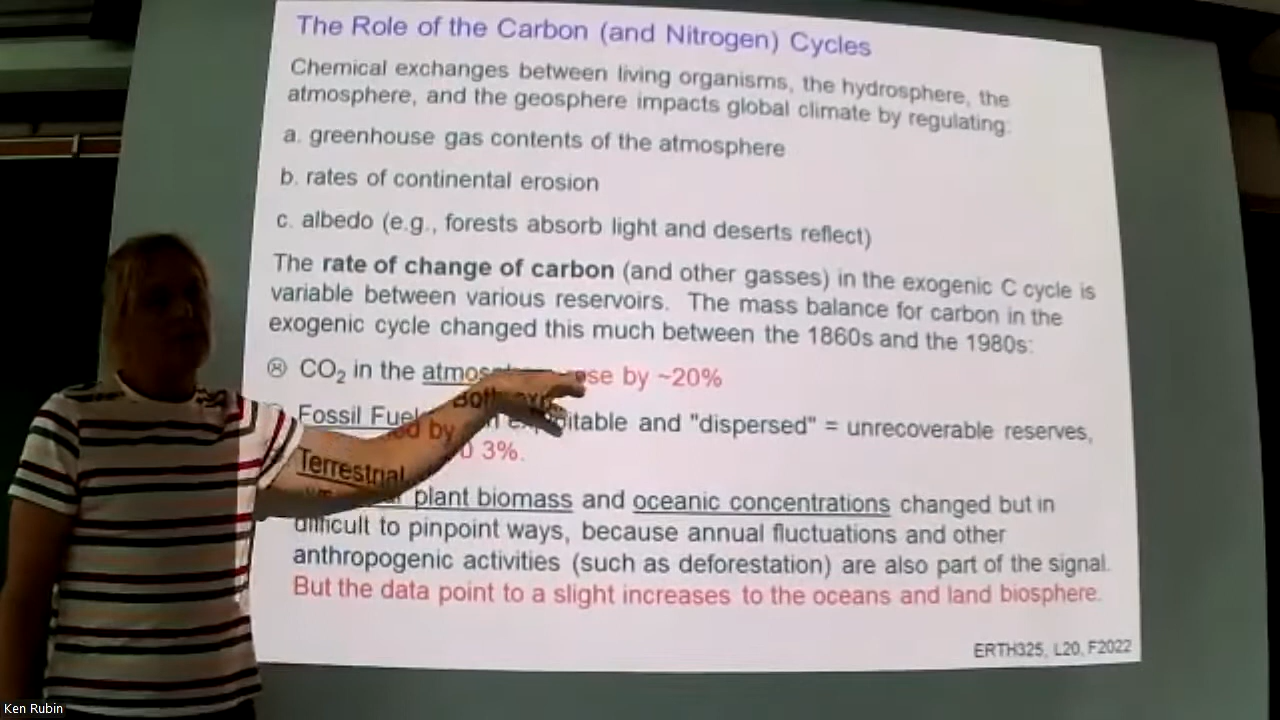 The Role of the Carbon (and Nitrogen) Cycles
Chemical exchanges between living organisms, the hydrosphere, the
atmosphere, and the geosphere impacts global climate by regulating:
a. greenhouse gas contents of the atmosphere
b. rates of continental erosion
c. albedo (e.g., forests absorb light and deserts reflect)
The rate of change of carbon (and other gasses) in the exogenic C cycle is
variable between various reservoirs. The mass balance for carbon in the
exogenic cycle changed this much between the 1860s and the 1980s:
CO2 in the by ~20%
and "dispersed" = unrecoverable reserves,
by 3%.
Terrestrial plant biomass and oceanic concentrations changed but in
difficult to pinpoint ways, because annual fluctuations and other
anthropogenic activities (such as deforestation) are also part of the signal.
But the data point to a slight increases to the oceans and land biosphere.
ERTH325, L20, F2022
Ken Rubin